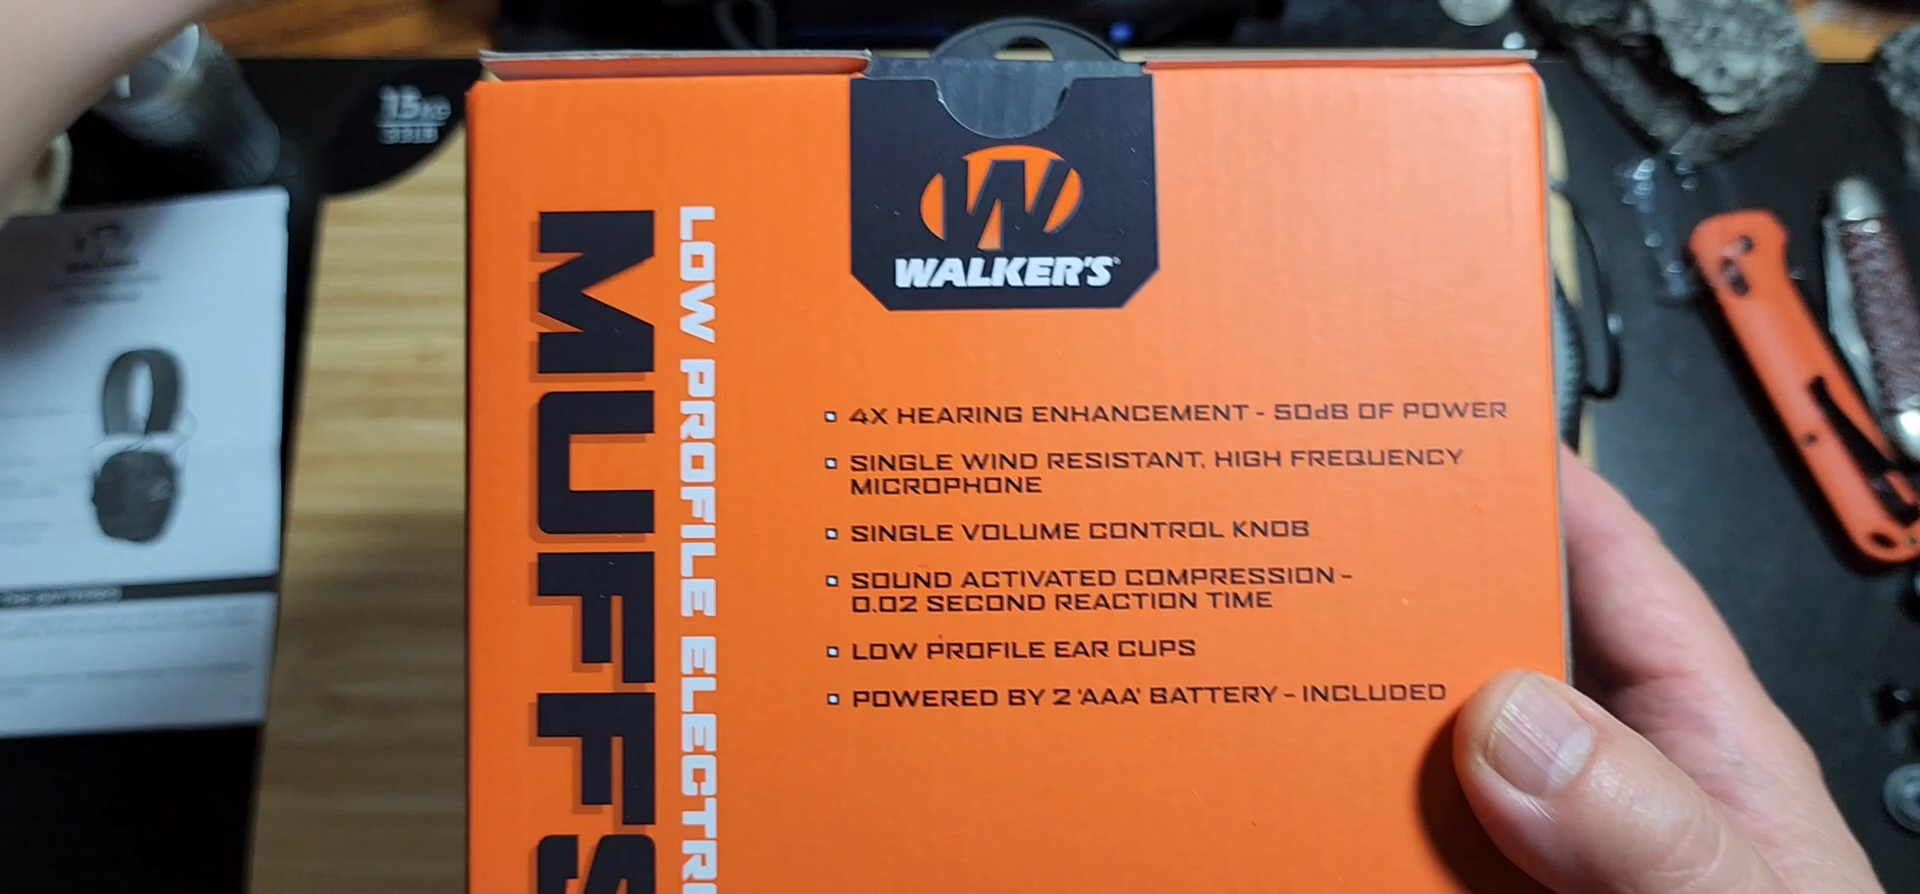 15KG
33LB
WALKER'S
MUFFS
LOW PROFILE ELECTR
4X HEARING ENHANCEMENT - 50dB OF POWER
SINGLE WIND RESISTANT, HIGH FREQUENCY
MICROPHONE
SINGLE VOLUME CONTROL KNOB
SOUND ACTIVATED COMPRESSION -
0.02 SECOND REACTION TIME
LOW PROFILE EAR CUPS
POWERED BY 2 'AAA' BATTERY - INCLUDED